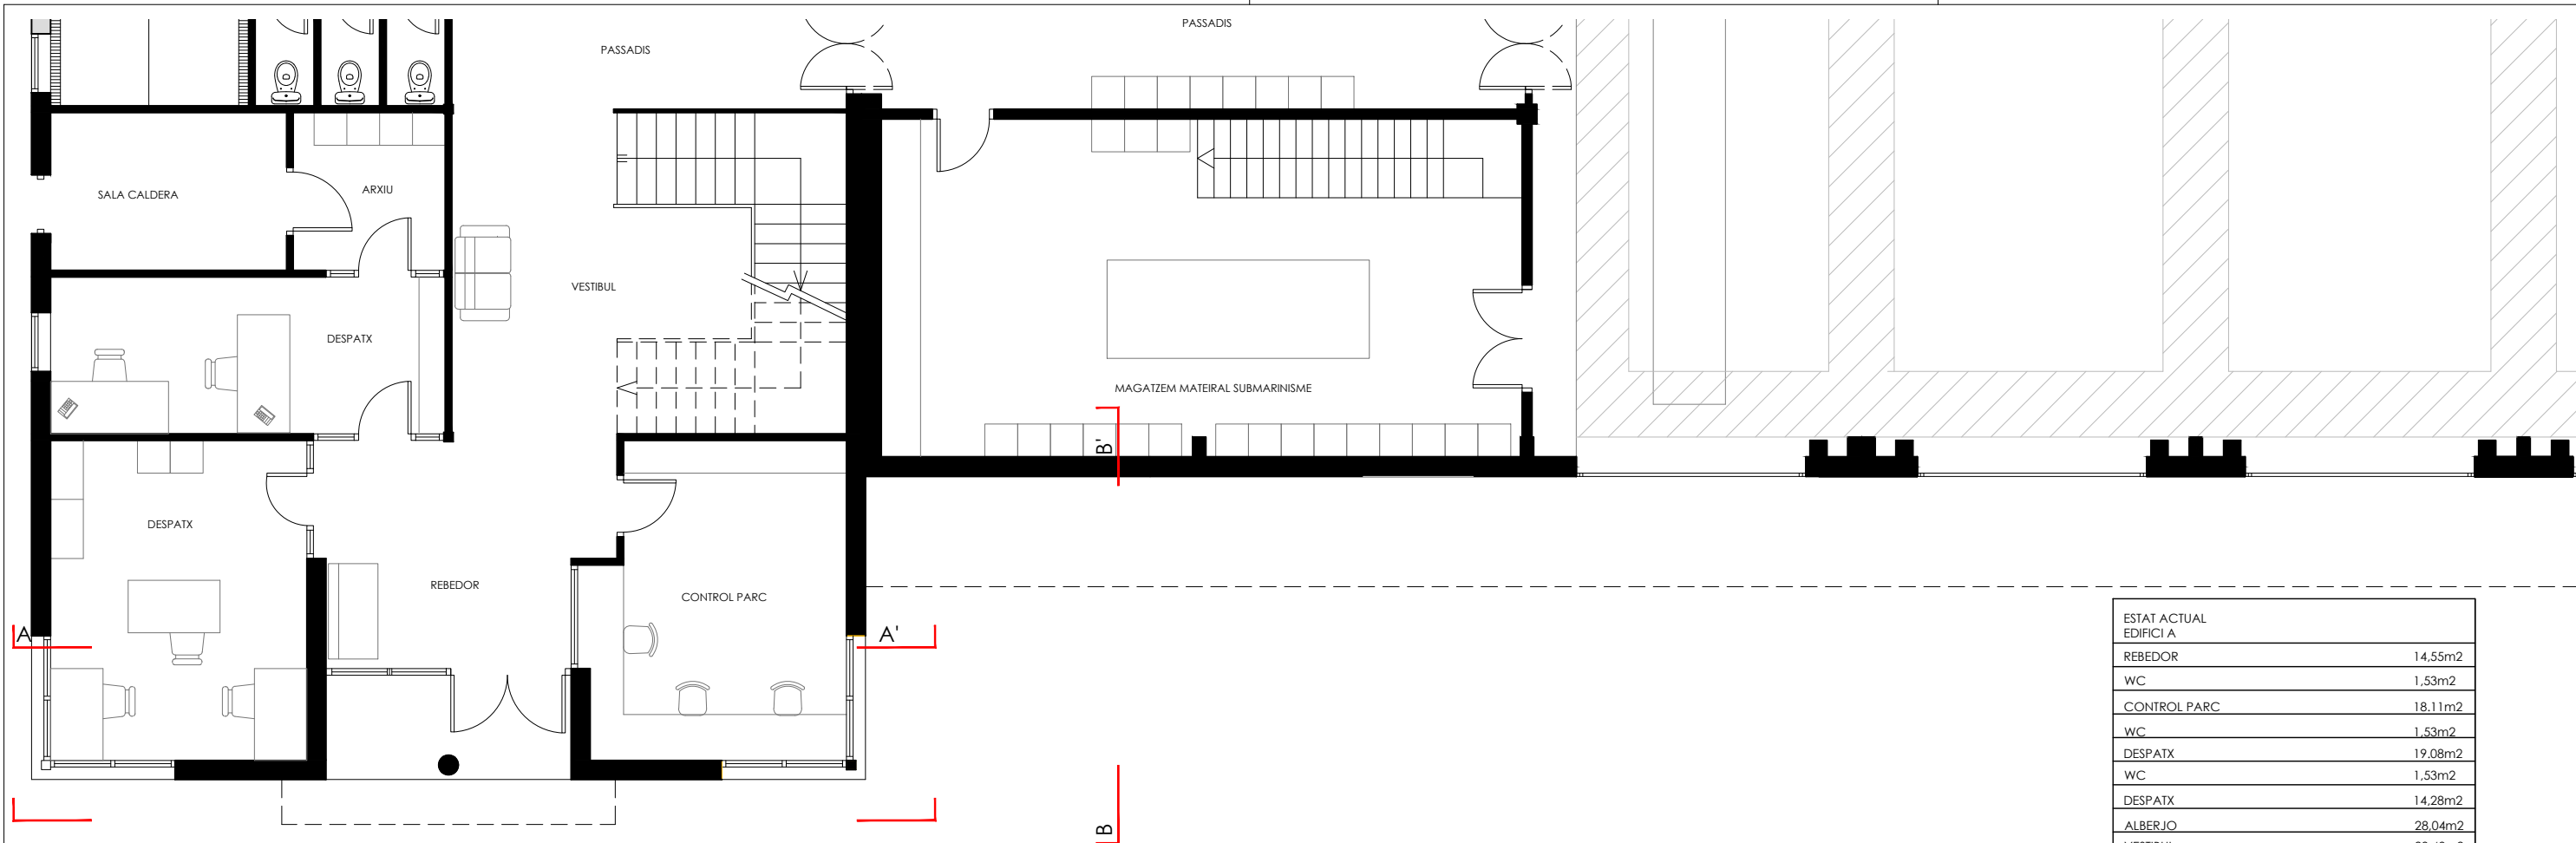 PASSADIS
PASSADIS
SALA CALDERA
ARXIU
VESTIBUL
DESPATX
MAGATZEM MATEIRAL SUBMARINISME
B'
DESPATX
REBEDOR
CONTROL PARC
A
A'
B
ESTAT ACTUAL
EDIFICI A
REBEDOR 14,55m2
WC 1,53m2
CONTROL PARC 18.11m2
WC 1,53m2
DESPATX 19.08m2
WC 1,53m2
DESPATX 14,28m2
ALBERJO 28,04m2